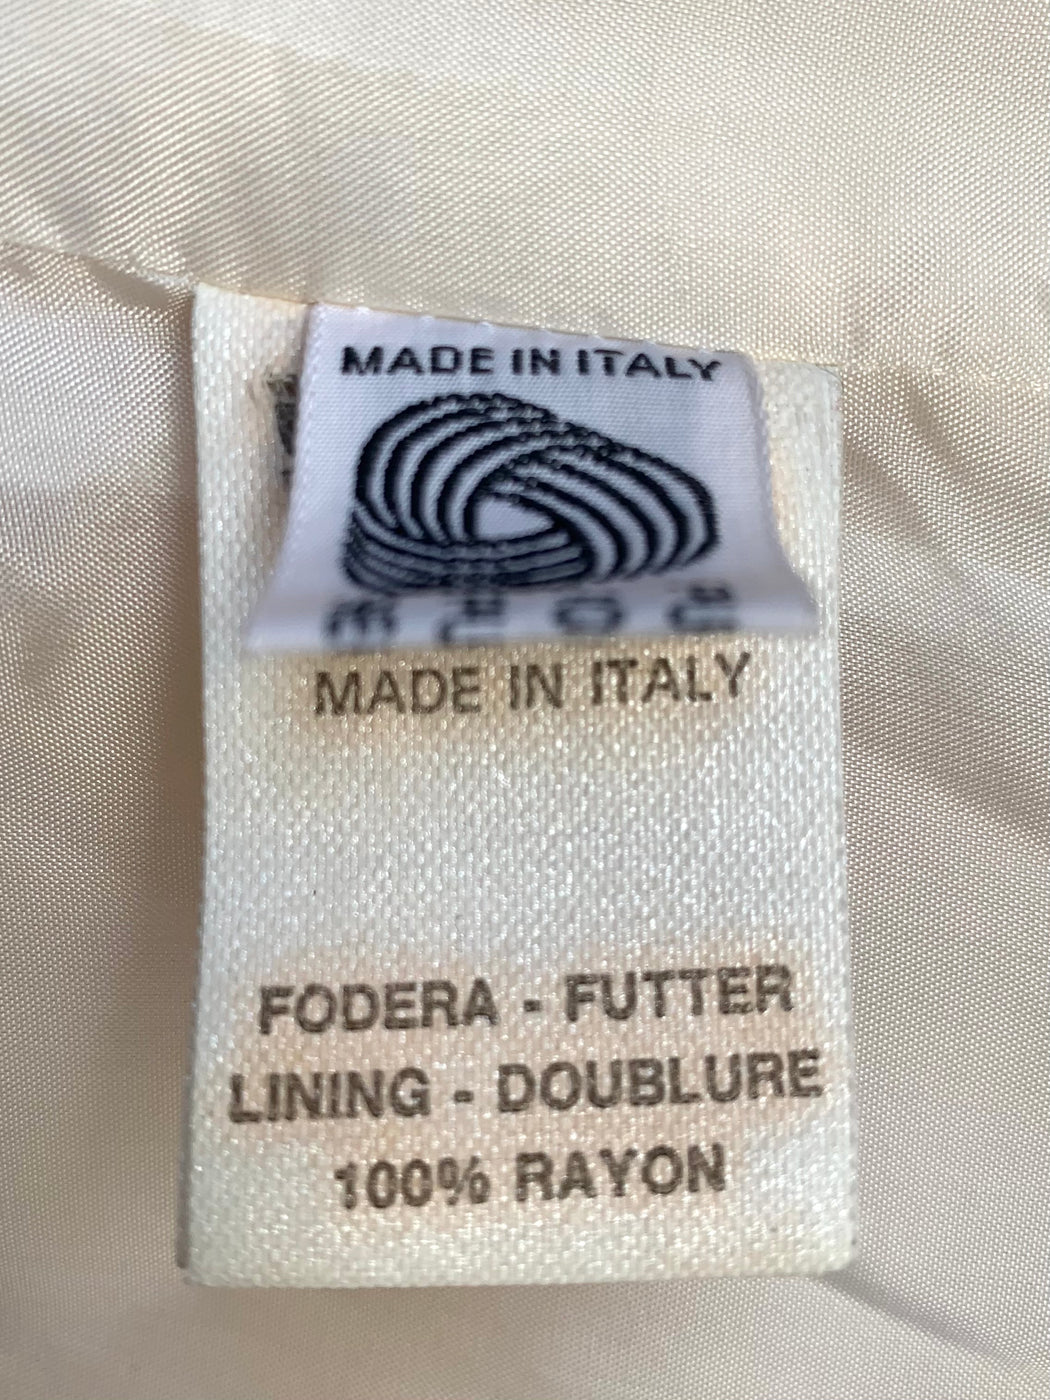 MADE IN ITALY
MADE IN ITALY
FODERA - FUTTER
LINING - DOUBLURE
100% RAYON